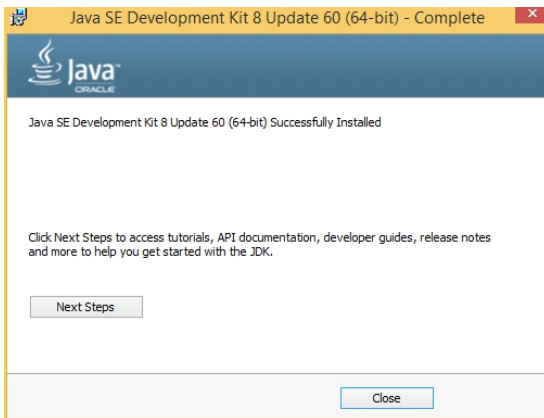 Java SE Development Kit 8 Update 60 (64-bit) - Complete
Java
ORACLE
Java SE Development Kit 8 Update 60 (64-bit) Successfully Installed
Click Next Steps to access tutorials, API documentation, developer guides, release notes
and more to help you get started with the JDK.
Next Steps
Close